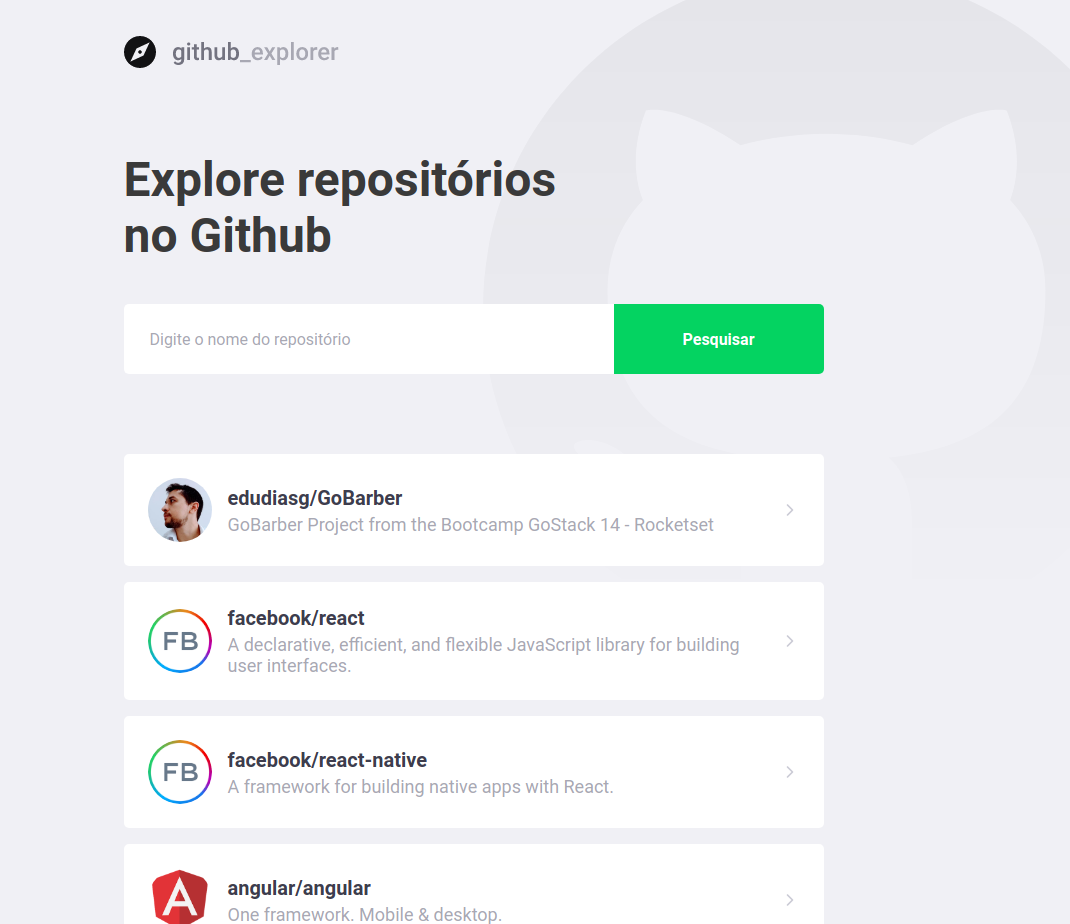 github_explorer
Explore repositórios
no Github
Digite o nome do repositório
Pesquisar
edudiasg/GoBarber
GoBarber Project from the Bootcamp GoStack 14 - Rocketset
FB
facebook/react
A declarative, efficient, and flexible JavaScript library for building
user interfaces.
FB
facebook/react-native
A framework for building native apps with React.
A
angular/angular
One framework. Mobile & desktop.